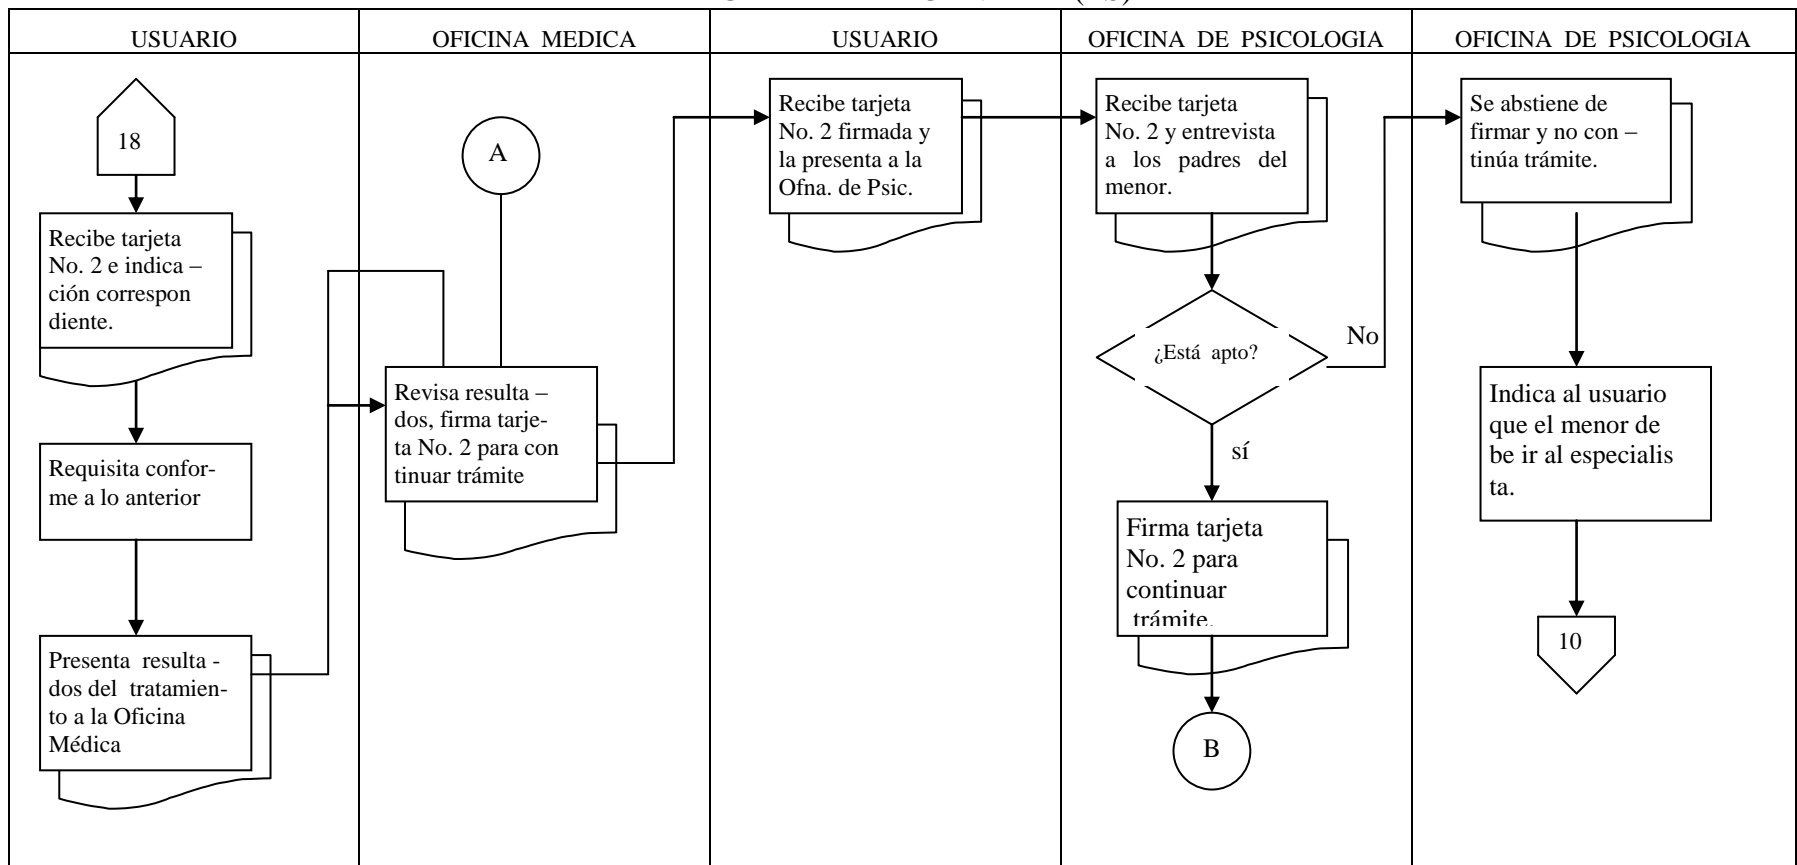 USUARIO
OFICINA MEDICA
USUARIO
OFICINA DE PSICOLOGIA
OFICINA DE PSICOLOGIA
18
Recibe tarjeta
No. 2 e indica –
ción correspon
diente.
Requisita confor-
me a lo anterior
Presenta resulta -
dos del tratamien-
to a la Oficina
Médica
A
Revisa resulta –
dos, firma tarje-
ta No. 2 para con
tinuar trámite
Recibe tarjeta
No. 2 firmada y
la presenta a la
Ofna. de Psic.
Recibe tarjeta
No. 2 y entrevista
a los padres del
menor.
¿Está apto?
No
sí
Firma tarjeta
No. 2 para
continuar
trámite.
B
Se abstiene de
firmar y no con –
tinúa trámite.
Indica al usuario
que el menor de
be ir al especialis
ta.
10